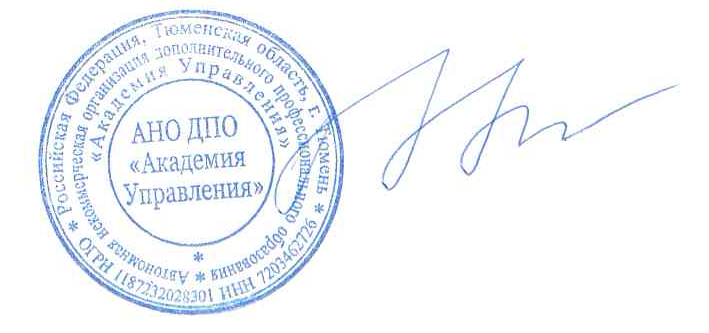 * Российская Федерация, Тюменская область, г. Тюмень *
ОГРН 1187232028301 ИНН 7203462726
Автономная некоммерческая организация дополнительного профессионального образования *
«Академия Управления»
АНО ДПО
«Академия
Управления»